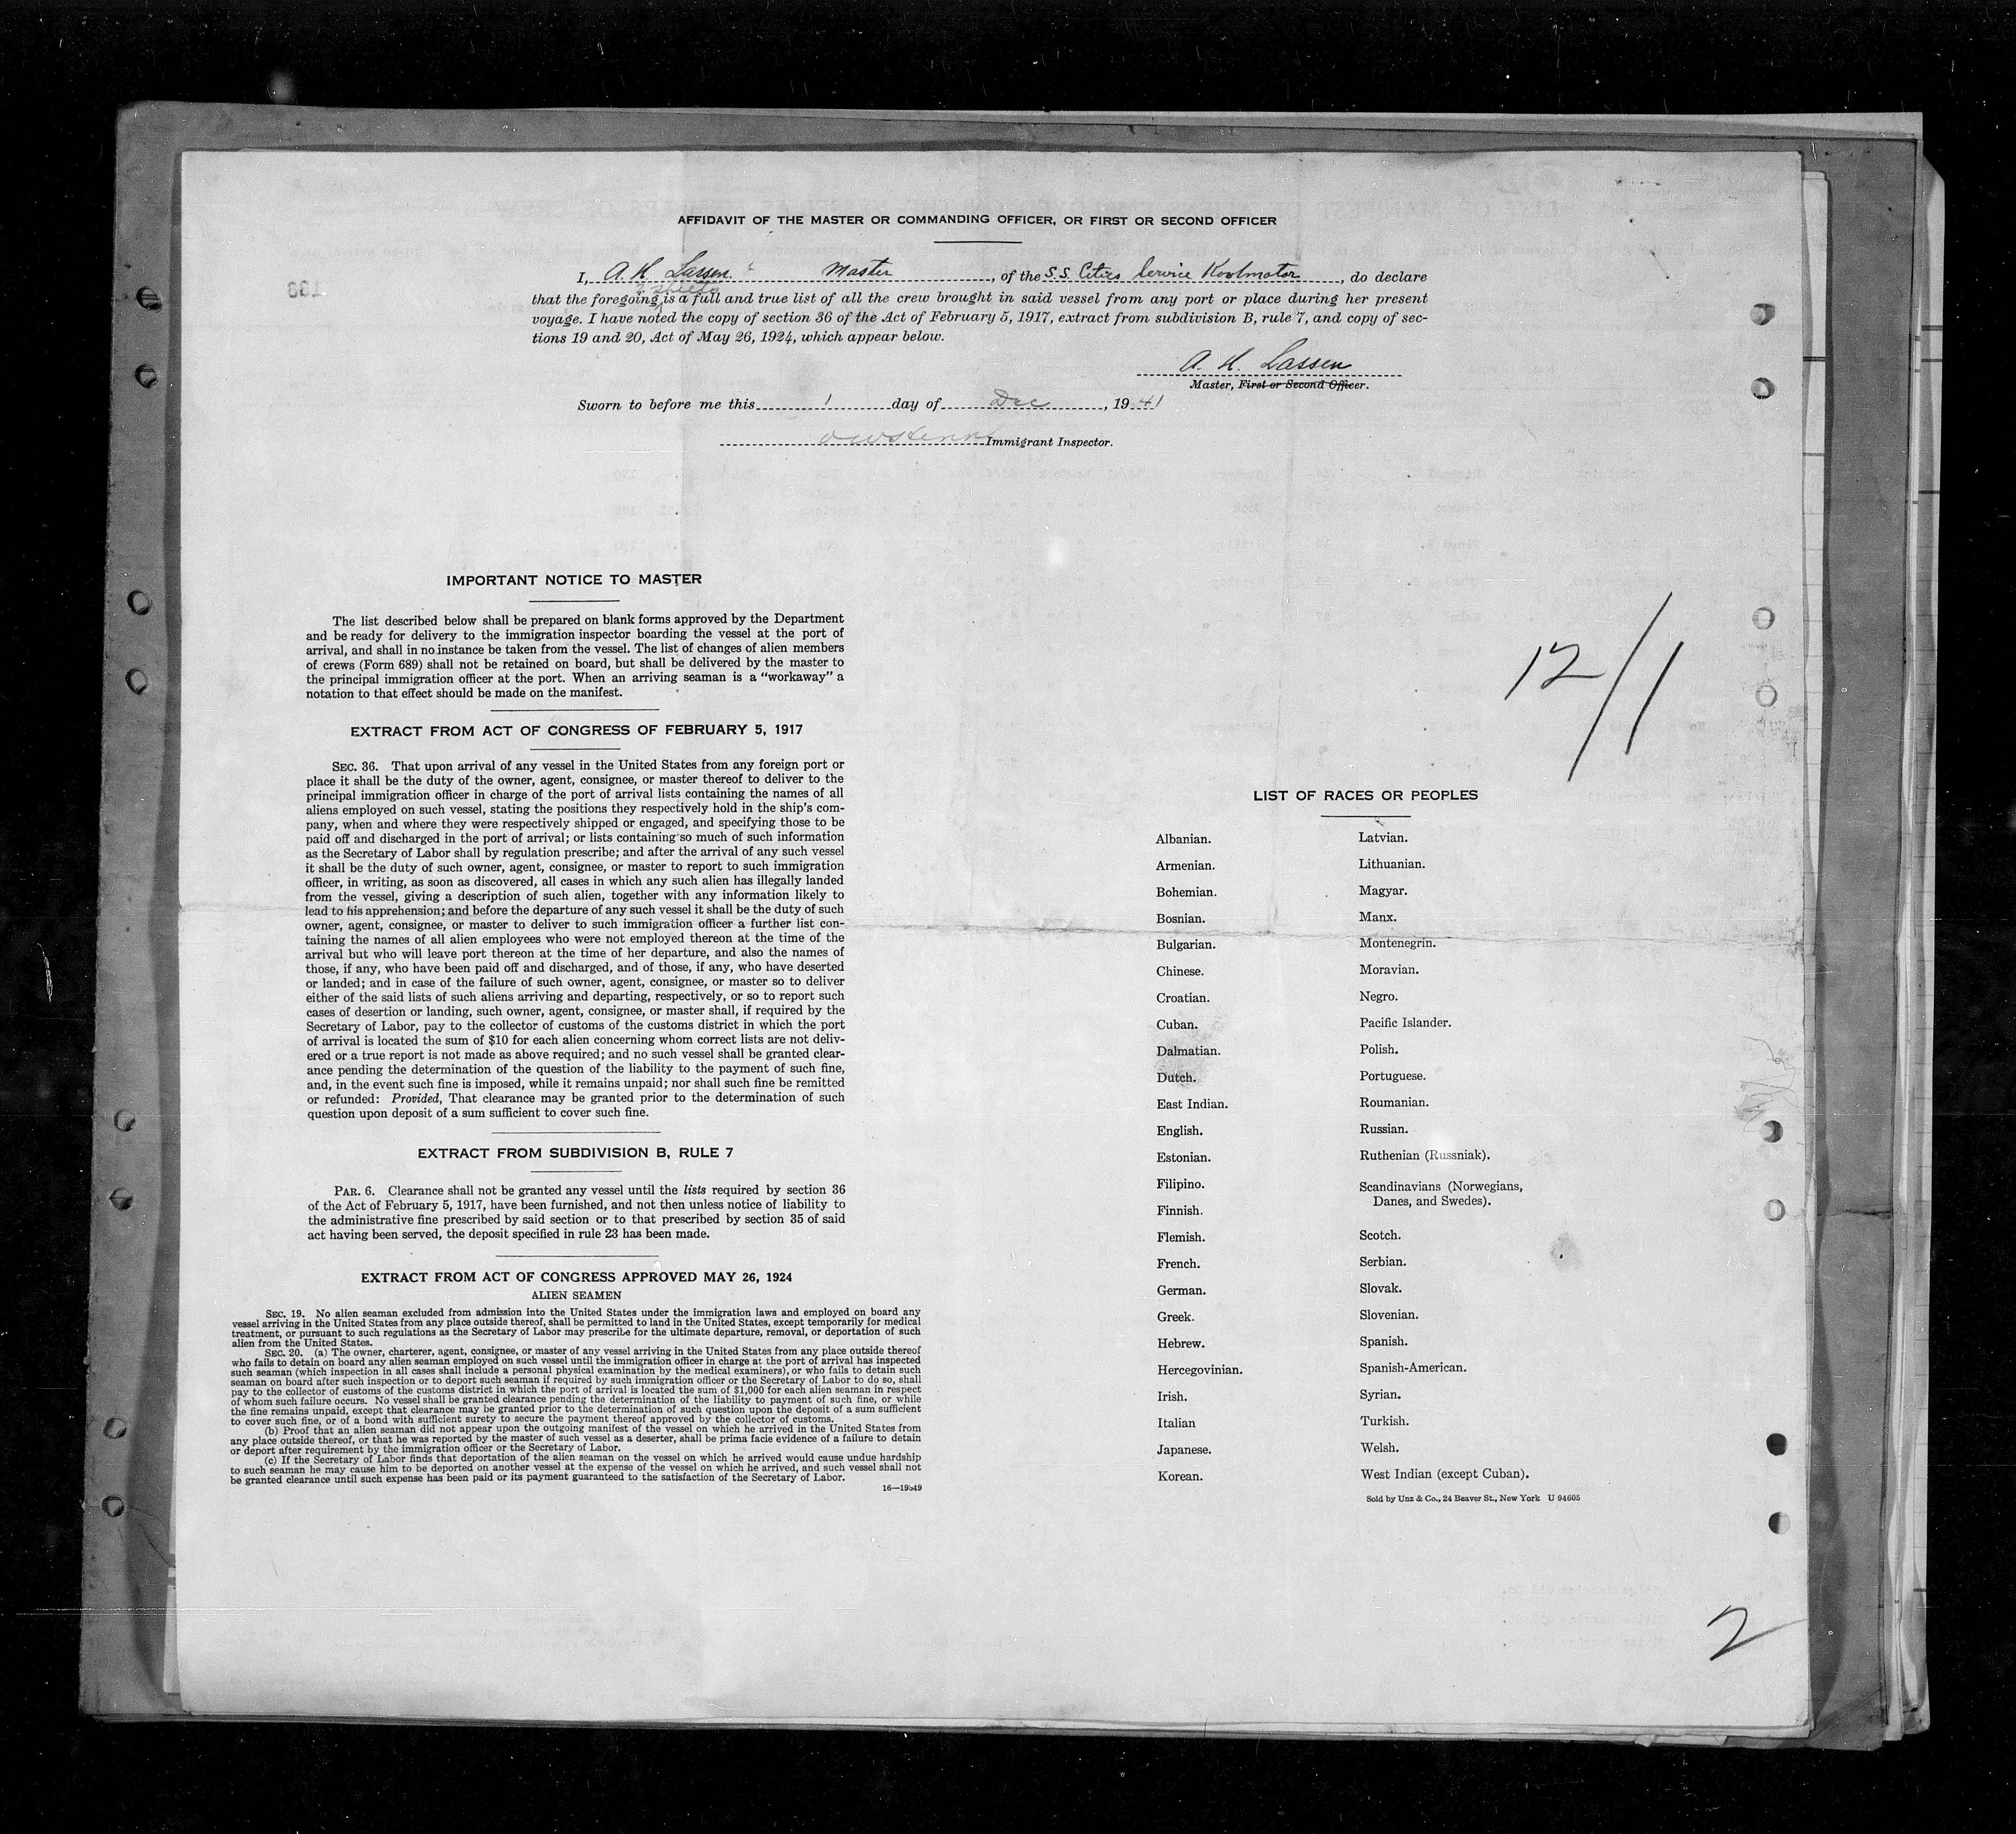 AFFIDAVIT OF THE MASTER OR COMMANDING OFFICER, OR FIRST OR SECOND OFFICER
I, A. H. Lassen Master, of the S.S. Cities Service Koolmotor, do declare
2 sheets
that the foregoing is a full and true list of all the crew brought in said vessel from any port or place during her present
voyage. I have noted the copy of section 36 of the Act of February 5, 1917, extract from subdivision B, rule 7, and copy of sec-
tions 19 and 20, Act of May 26, 1924, which appear below.
A. H. Lassen
Master, First or Second Officer.
Sworn to before me this 1 day of Dec, 1941
Immigrant Inspector.
IMPORTANT NOTICE TO MASTER
The list described below shall be prepared on blank forms approved by the Department
and be ready for delivery to the immigration inspector boarding the vessel at the port of
arrival, and shall in no instance be taken from the vessel. The list of changes of alien members
of crews (Form 689) shall not be retained on board, but shall be delivered by the master to
the principal immigration officer at the port. When an arriving seaman is a "workaway" a
notation to that effect should be made on the manifest.
EXTRACT FROM ACT OF CONGRESS OF FEBRUARY 5, 1917
SEC. 36. That upon arrival of any vessel in the United States from any foreign port or
place it shall be the duty of the owner, agent, consignee, or master thereof to deliver to the
principal immigration officer in charge of the port of arrival lists containing the names of all
aliens employed on such vessel, stating the positions they respectively hold in the ship's com-
pany, when and where they were respectively shipped or engaged, and specifying those to be
paid off and discharged in the port of arrival; or lists containing so much of such information
as the Secretary of Labor shall by regulation prescribe; and after the arrival of any such vessel
it shall be the duty of such owner, agent, consignee, or master to report to such immigration
officer, in writing, as soon as discovered, all cases in which any such alien has illegally landed
from the vessel, giving a description of such alien, together with any information likely to
lead to his apprehension; and before the departure of any such vessel it shall be the duty of such
owner, agent, consignee, or master to deliver to such immigration officer a further list con-
taining the names of all alien employees who were not employed thereon at the time of the
arrival but who will leave port thereon at the time of her departure, and also the names of
those, if any, who have been paid off and discharged, and of those, if any, who have deserted
or landed; and in case of the failure of such owner, agent, consignee, or master so to deliver
either of the said lists of such aliens arriving and departing, respectively, or so to report such
cases of desertion or landing, such owner, agent, consignee, or master shall, if required by the
Secretary of Labor, pay to the collector of customs of the customs district in which the port
of arrival is located the sum of $10 for each alien concerning whom correct lists are not deliv-
ered or a true report is not made as above required; and no such vessel shall be granted clear-
ance pending the determination of the question of the liability to the payment of such fine,
and, in the event such fine is imposed, while it remains unpaid; nor shall such fine be remitted
or refunded: Provided, That clearance may be granted prior to the determination of such
question upon deposit of a sum sufficient to cover such fine.
EXTRACT FROM SUBDIVISION B, RULE 7
PAR. 6. Clearance shall not be granted any vessel until the lists required by section 36
of the Act of February 5, 1917, have been furnished, and not then unless notice of liability to
the administrative fine prescribed by said section or to that prescribed by section 35 of said
act having been served, the deposit specified in rule 23 has been made.
EXTRACT FROM ACT OF CONGRESS APPROVED MAY 26, 1924
ALIEN SEAMEN
SEC. 19. No alien seaman excluded from admission into the United States under the immigration laws and employed on board any
vessel arriving in the United States from any place outside thereof, shall be permitted to land in the United States, except temporarily for medical
treatment, or pursuant to such regulations as the Secretary of Labor may prescribe for the ultimate departure, removal, or deportation of such
alien from the United States.
SEC. 20. (a) The owner, charterer, agent, consignee, or master of any vessel arriving in the United States from any place outside thereof
who fails to detain on board any alien seaman employed on such vessel until the immigration officer in charge at the port of arrival has inspected
such seaman (which inspection in all cases shall include a personal physical examination by the medical examiners), or who fails to detain such
seaman on board after such inspection or to deport such seaman if required by such immigration officer or the Secretary of Labor to do so, shall
pay to the collector of customs of the customs district in which the port of arrival is located the sum of $1,000 for each alien seaman in respect
of whom such failure occurs. No vessel shall be granted clearance pending the determination of the liability to payment of such fine, or while
the fine remains unpaid, except that clearance may be granted prior to the determination of such question upon the deposit of a sum sufficient
to cover such fine, or of a bond with sufficient surety to secure the payment thereof approved by the collector of customs.
(b) Proof that an alien seaman did not appear upon the outgoing manifest of the vessel on which he arrived in the United States from
any place outside thereof, or that he was reported by the master of such vessel as a deserter, shall be prima facie evidence of a failure to detain
or deport after requirement by the immigration officer or the Secretary of Labor.
(c) If the Secretary of Labor finds that deportation of the alien seaman on the vessel on which he arrived would cause undue hardship
to such seaman he may cause him to be deported on another vessel at the expense of the vessel on which he arrived, and such vessel shall not
be granted clearance until such expense has been paid or its payment guaranteed to the satisfaction of the Secretary of Labor.
12/1
LIST OF RACES OR PEOPLES
Albanian.
Armenian.
Bohemian.
Bosnian.
Bulgarian.
Chinese.
Croatian.
Cuban.
Dalmatian.
Dutch.
East Indian.
English.
Estonian.
Filipino.
Finnish.
Flemish.
French.
German.
Greek.
Hebrew.
Hercegovinian.
Irish.
Italian
Japanese.
Korean.
Latvian.
Lithuanian.
Magyar.
Manx.
Montenegrin.
Moravian.
Negro.
Pacific Islander.
Polish.
Portuguese.
Roumanian.
Russian.
Ruthenian (Russniak).
Scandinavians (Norwegians,
Danes, and Swedes).
Scotch.
Serbian.
Slovak.
Slovenian.
Spanish.
Spanish-American.
Syrian.
Turkish.
Welsh.
West Indian (except Cuban).
Sold by Unz & Co., 24 Beaver St., New York U 94605
2